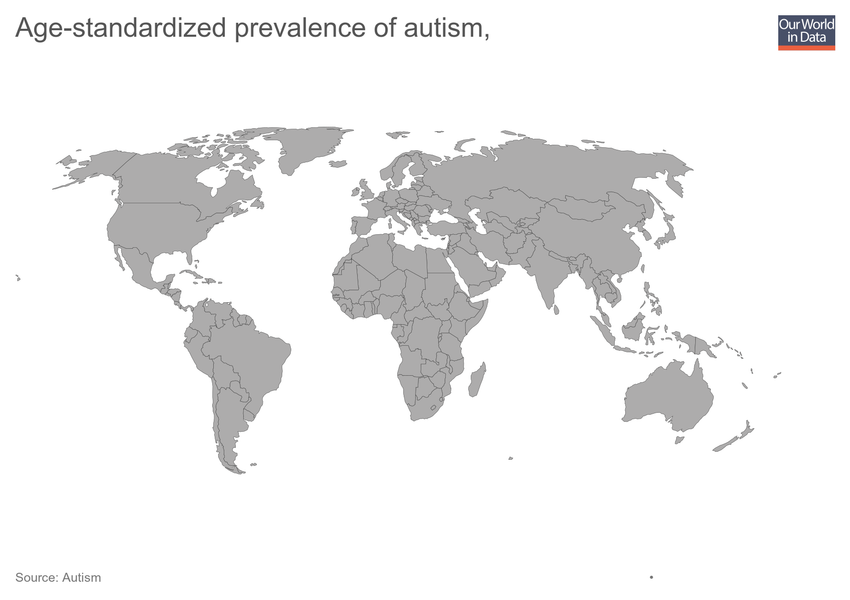 Age-standardized prevalence of autism,
Our World
in Data
Source: Autism